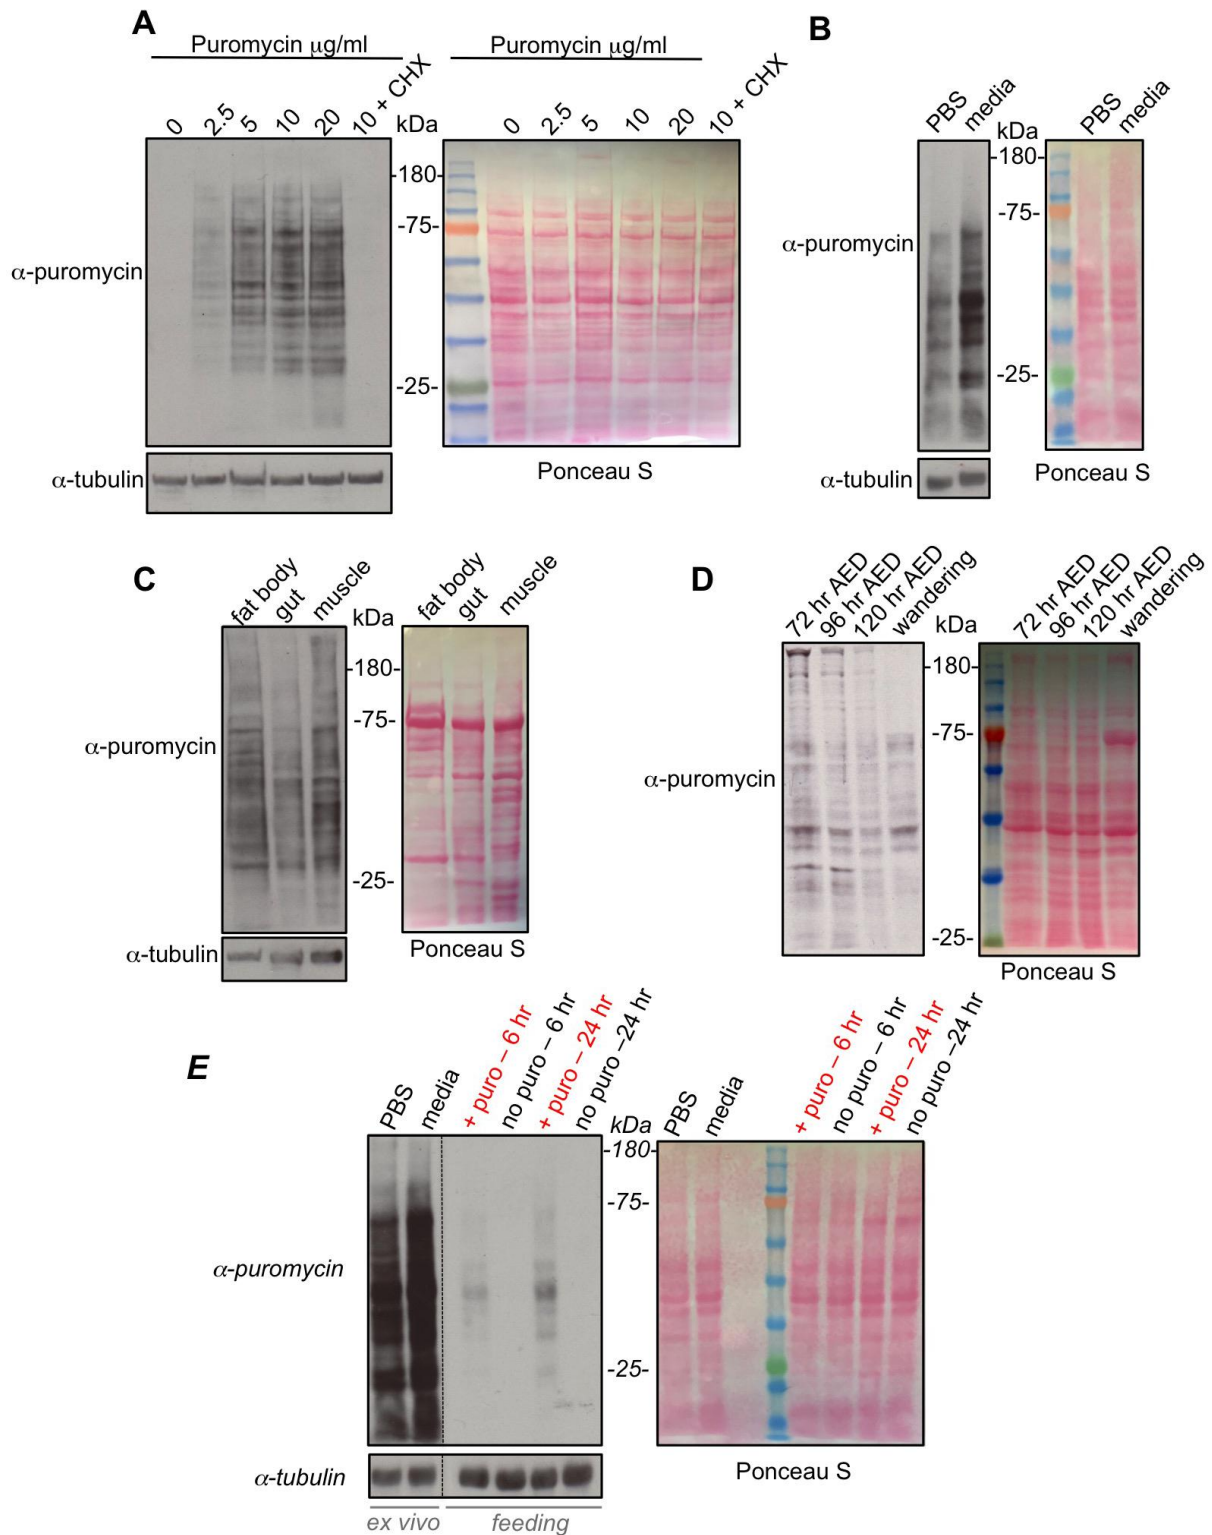 A
Puromycin μg/ml
Puromycin μg/ml
0
2.5
5
10
20
10 + CHX
kDa
0
2.5
5
10
20
10 + CHX
-180-
-75-
-25-
α-puromycin
α-tubulin
Ponceau S
B
PBS
media
kDa
PBS
media
-180-
-75-
-25-
α-puromycin
α-tubulin
Ponceau S
C
fat body
gut
muscle
kDa
fat body
gut
muscle
-180-
-75-
-25-
α-puromycin
α-tubulin
Ponceau S
D
72 hr AED
96 hr AED
120 hr AED
wandering
kDa
72 hr AED
96 hr AED
120 hr AED
wandering
-180-
-75-
-25-
α-puromycin
Ponceau S
E
PBS
media
+ puro – 6 hr
no puro – 6 hr
+ puro – 24 hr
no puro –24 hr
kDa
PBS
media
+ puro – 6 hr
no puro – 6 hr
+ puro – 24 hr
no puro –24 hr
-180-
-75-
-25-
α-puromycin
α-tubulin
Ponceau S
ex vivo
feeding